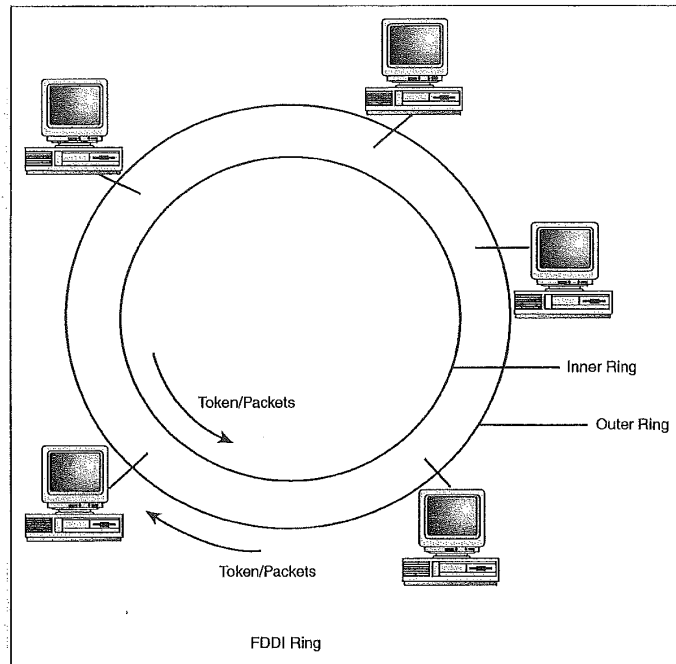 Inner Ring
Token/Packets
Outer Ring
Token/Packets
FDDI Ring